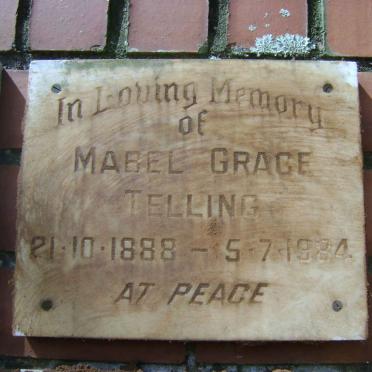 In Loving Memory
of
MABEL GRACE
TELLING
21·10·1888 – 5·7·1984
AT PEACE